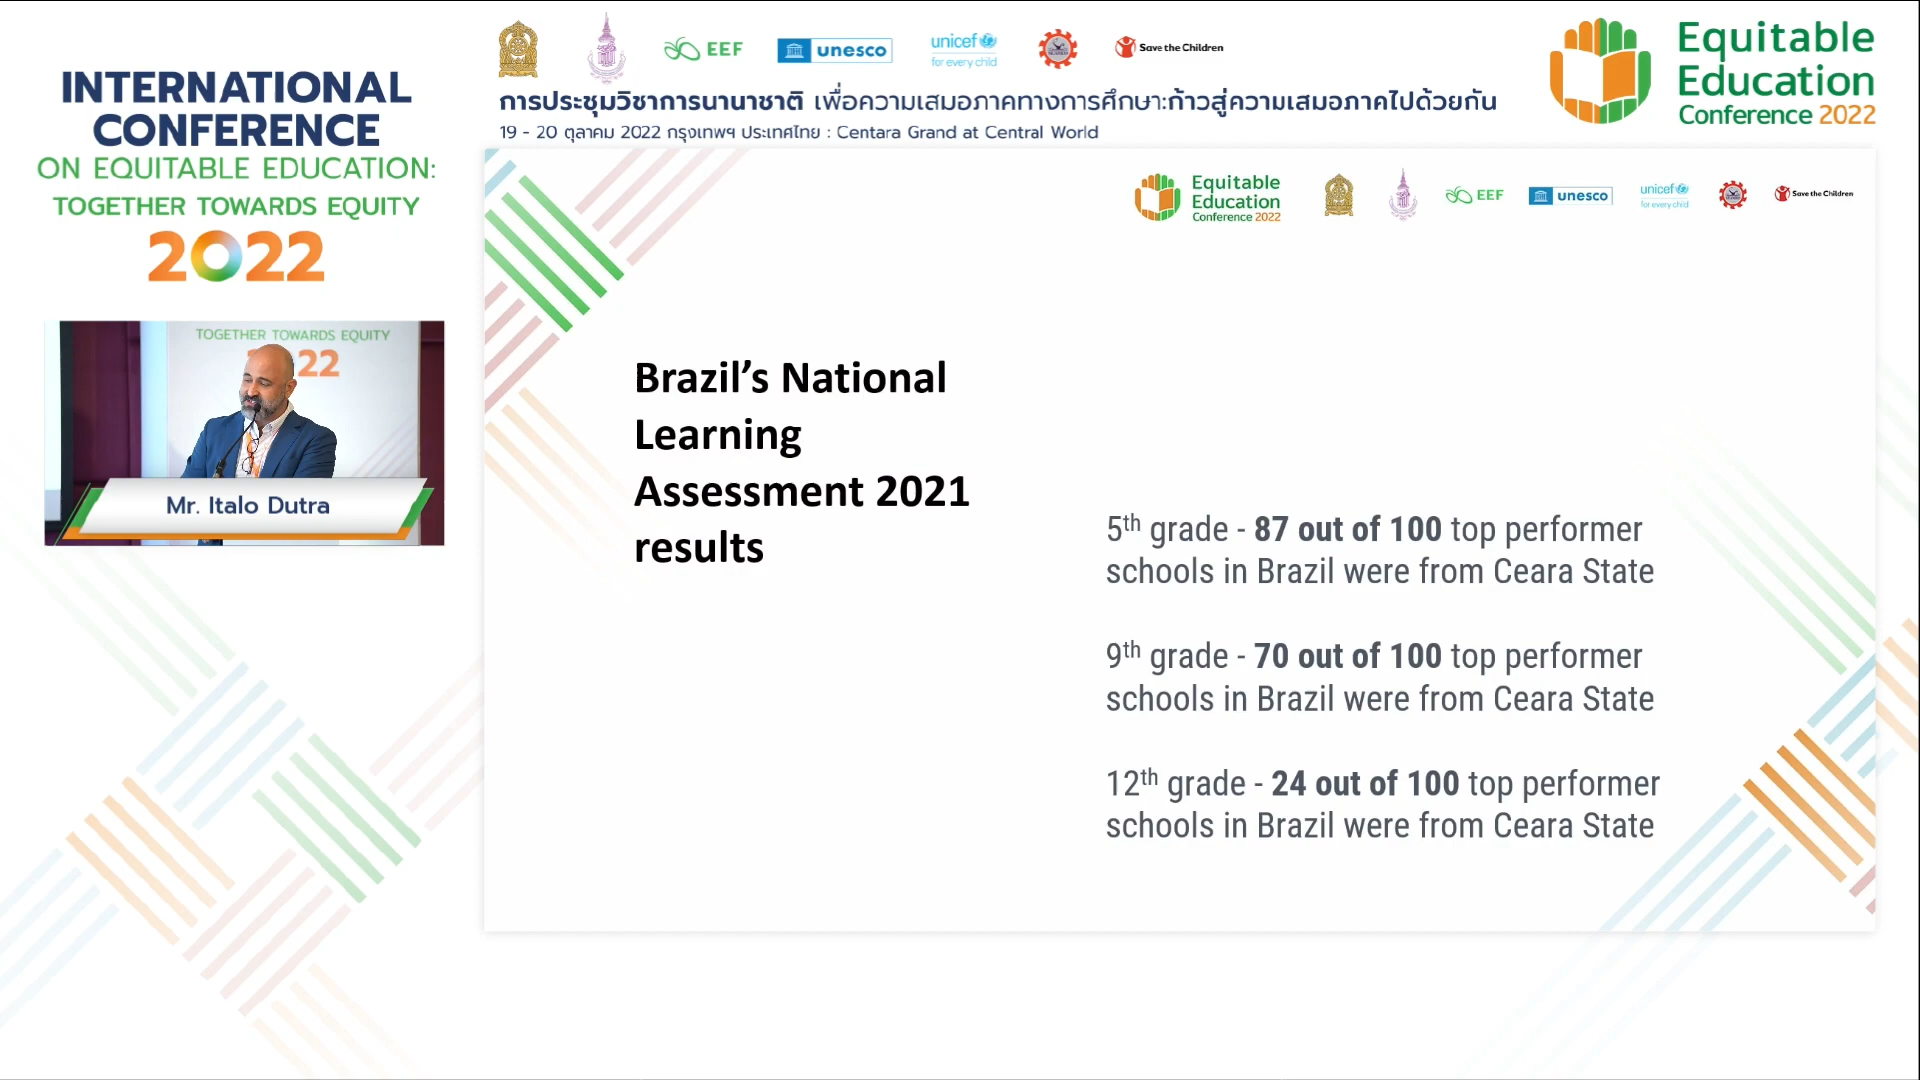 INTERNATIONAL
CONFERENCE
ON EQUITABLE EDUCATION:
TOGETHER TOWARDS EQUITY
2022
EEF
unesco
unicef
for every child
Save the Children
การประชุมวิชาการนานาชาติ เพื่อความเสมอภาคทางการศึกษา:ก้าวสู่ความเสมอภาคไปด้วยกัน
19 - 20 ตุลาคม 2022 กรุงเทพฯ ประเทศไทย : Centara Grand at Central World
Equitable
Education
Conference 2022
TOGETHER TOWARDS EQUITY
22
Mr. Italo Dutra
Equitable
Education
Conference 2022
EEF
unesco
unicef
for every child
Save the Children
Brazil’s National
Learning
Assessment 2021
results
5th grade - 87 out of 100 top performer
schools in Brazil were from Ceara State
9th grade - 70 out of 100 top performer
schools in Brazil were from Ceara State
12th grade - 24 out of 100 top performer
schools in Brazil were from Ceara State